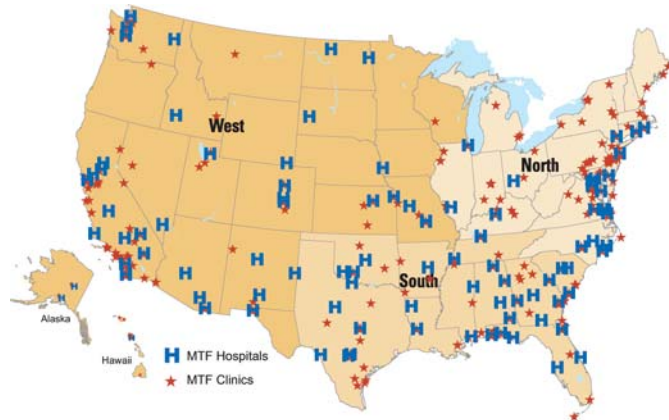 West
North
South
Alaska
Hawaii
H MTF Hospitals
MTF Clinics